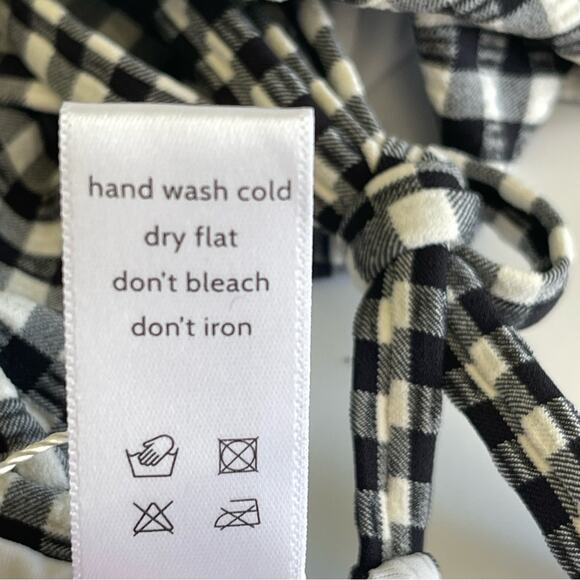 hand wash cold
dry flat
don't bleach
don't iron